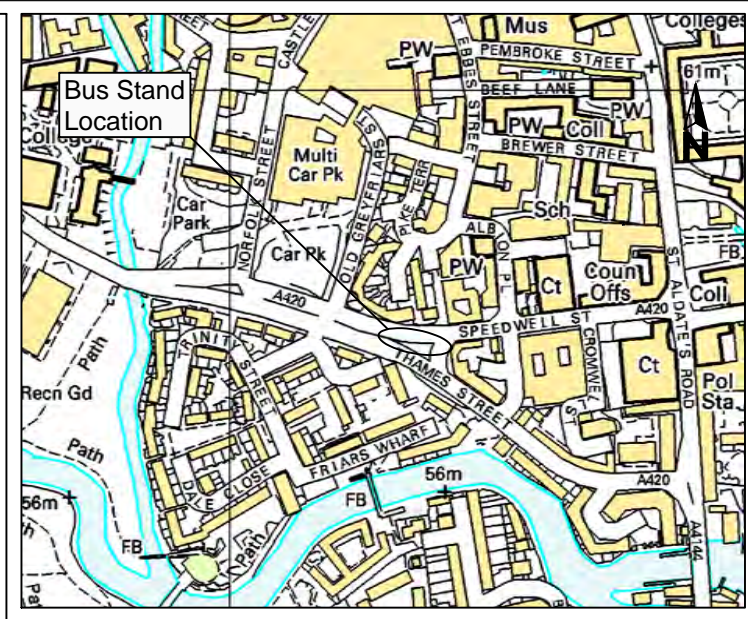 Mus
Colleges
CASTLE
PW
ST EBBES STREET
PEMBROKE STREET
61m
Bus Stand
Location
BEEF LANE
PW
PW
Coll
N
BREWER STREET
Multi
Car Pk
OLD GREYFRIARS ST
PIKE TERR
Car
Park
NORFOLK STREET
Sch
ALBION PL
Car Pk
PW
Ct
Coun
Offs
ST ALDATE'S ROAD
FB
Coll
A420
A420
SPEEDWELL ST
CROMWELL ST
Path
TRINITY STREET
THAMES STREET
Ct
Pol
Sta
Recn Gd
Path
FRIARS WHARF
DALE CLOSE
56m
56m
FB
A420
FB
Path
A4144